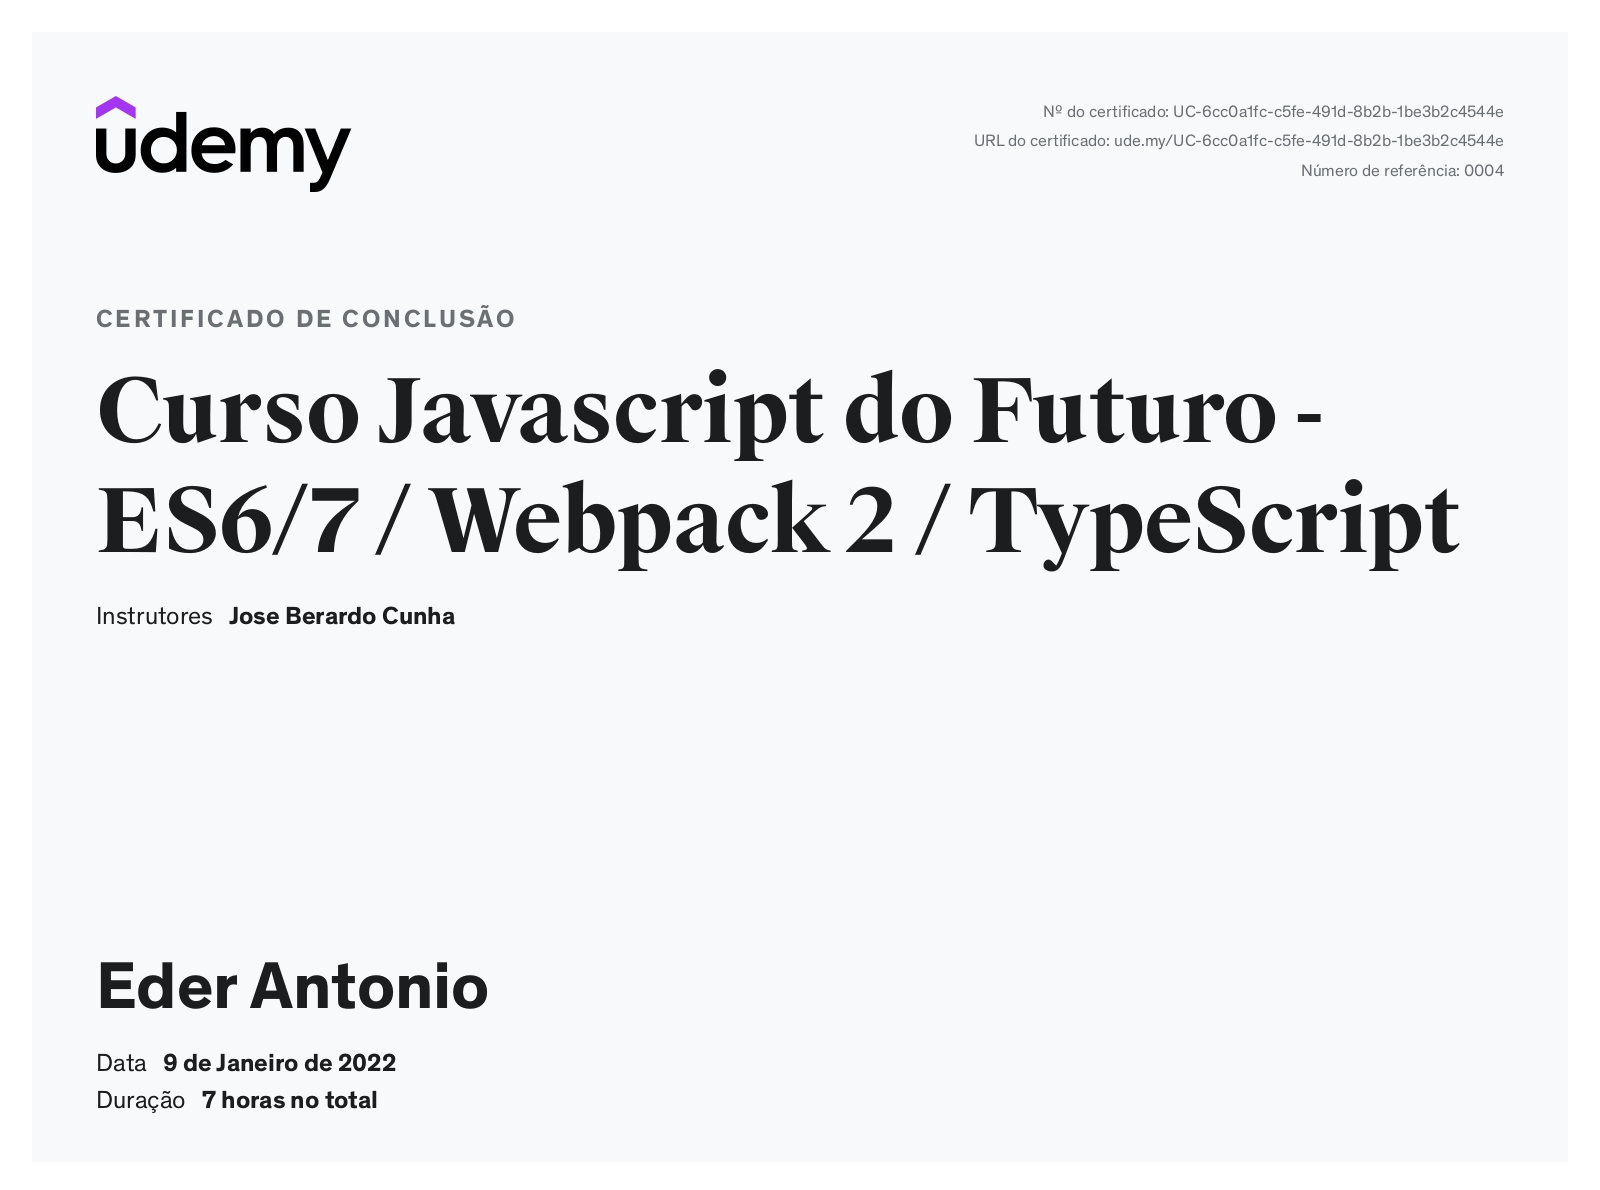 udemy
Nº do certificado: UC-6cc0a1fc-c5fe-491d-8b2b-1be3b2c4544e
URL do certificado: ude.my/UC-6cc0a1fc-c5fe-491d-8b2b-1be3b2c4544e
Número de referência: 0004
CERTIFICADO DE CONCLUSÃO
Curso Javascript do Futuro -
ES6/7 / Webpack 2 / TypeScript
Instrutores Jose Berardo Cunha
Eder Antonio
Data 9 de Janeiro de 2022
Duração 7 horas no total